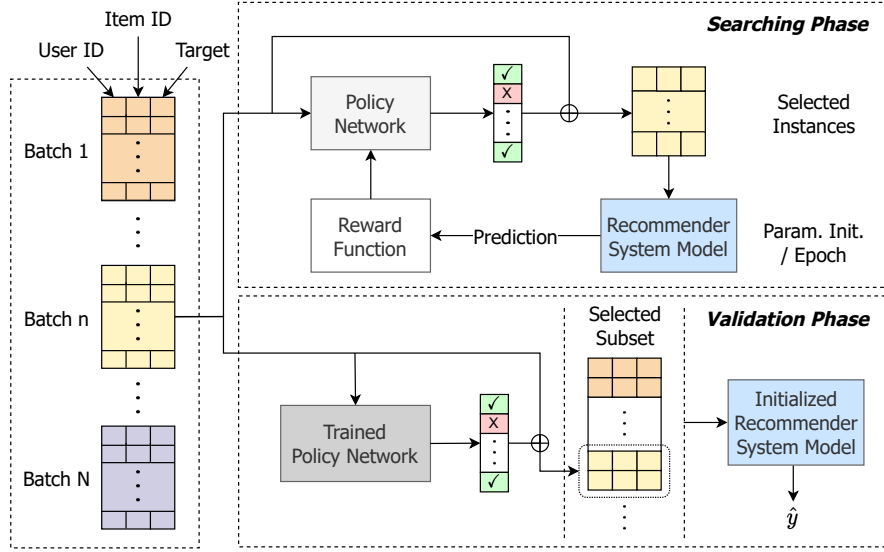 Item ID
User ID
Target
Batch 1
Batch n
Batch N
Searching Phase
Policy
Network
✓
X
✓
Selected
Instances
Reward
Function
Prediction
Recommender
System Model
Param. Init.
/ Epoch
Validation Phase
Selected
Subset
Trained
Policy Network
✓
X
✓
Initialized
Recommender
System Model
ŷ